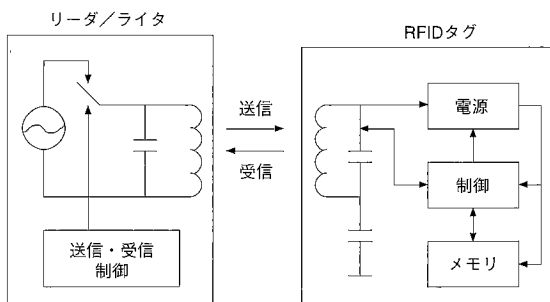 リーダ／ライタ
RFIDタグ
送信
受信
送信・受信
制御
電源
制御
メモリ